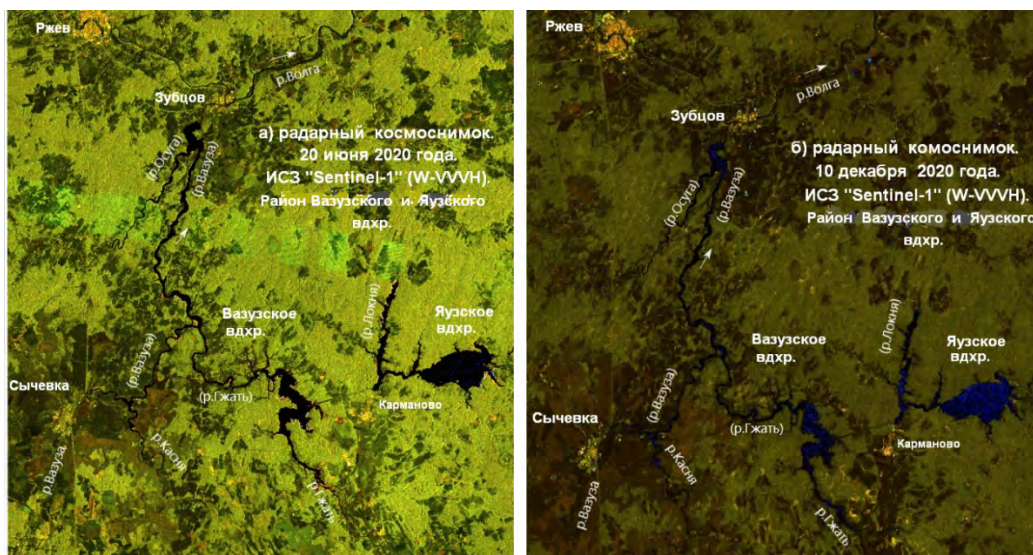 Ржев
р.Волга
Зубцов
а) радарный космоснимок.
20 июня 2020 года.
ИСЗ "Sentinel-1" (W-VVVH).
Район Вазузского и Яузского
вдхр.
(р.Осуга)
(р.Вазуза)
(р.Локня)
Вазузское
вдхр.
Яузское
вдхр.
(р.Вазуза)
Сычевка
(р.Гжать)
Карманово
р.Касня
р.Вазуза
р.Гжать
Ржев
р.Волга
Зубцов
б) радарный комоснимок.
10 декабря 2020 года.
ИСЗ "Sentinel-1" (W-VVVH).
Район Вазузского и Яузского
вдхр.
(р.Осуга)
(р.Вазуза)
(р.Локня)
Вазузское
вдхр.
Яузское
вдхр.
(р.Вазуза)
Сычевка
(р.Гжать)
Карманово
р.Касня
р.Вазуза
р.Гжать